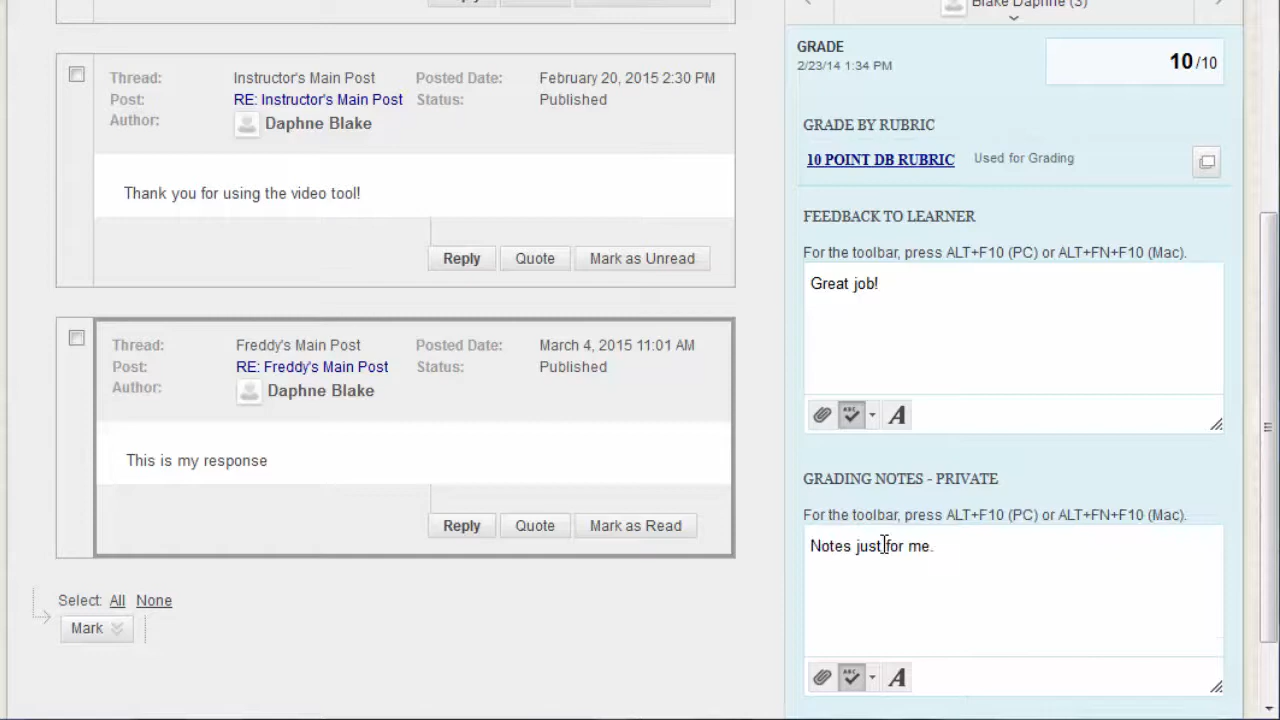 Reply
Blake Daphne (3)
Thread: Instructor's Main Post Posted Date: February 20, 2015 2:30 PM
Post: RE: Instructor's Main Post Status: Published
Author: Daphne Blake
Thank you for using the video tool!
Reply Quote Mark as Unread
Thread: Freddy's Main Post Posted Date: March 4, 2015 11:01 AM
Post: RE: Freddy's Main Post Status: Published
Author: Daphne Blake
This is my response
Reply Quote Mark as Read
Select: All None
Mark
GRADE
2/23/14 1:34 PM
10 /10
GRADE BY RUBRIC
10 POINT DB RUBRIC Used for Grading
FEEDBACK TO LEARNER
For the toolbar, press ALT+F10 (PC) or ALT+FN+F10 (Mac).
Great job!
ABC
A
GRADING NOTES - PRIVATE
For the toolbar, press ALT+F10 (PC) or ALT+FN+F10 (Mac).
Notes just for me.
ABC
A